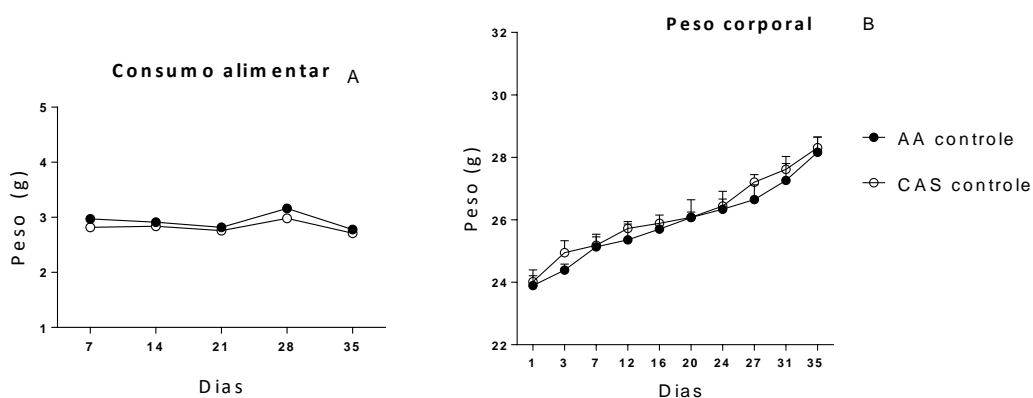 Consumo alimentar A
5
4
3
2
1
Peso (g)
7 14 21 28 35
Dias
Peso corporal B
32
30
28
26
24
22
Peso (g)
1 3 7 12 16 20 24 27 31 35
Dias
AA controle
CAS controle